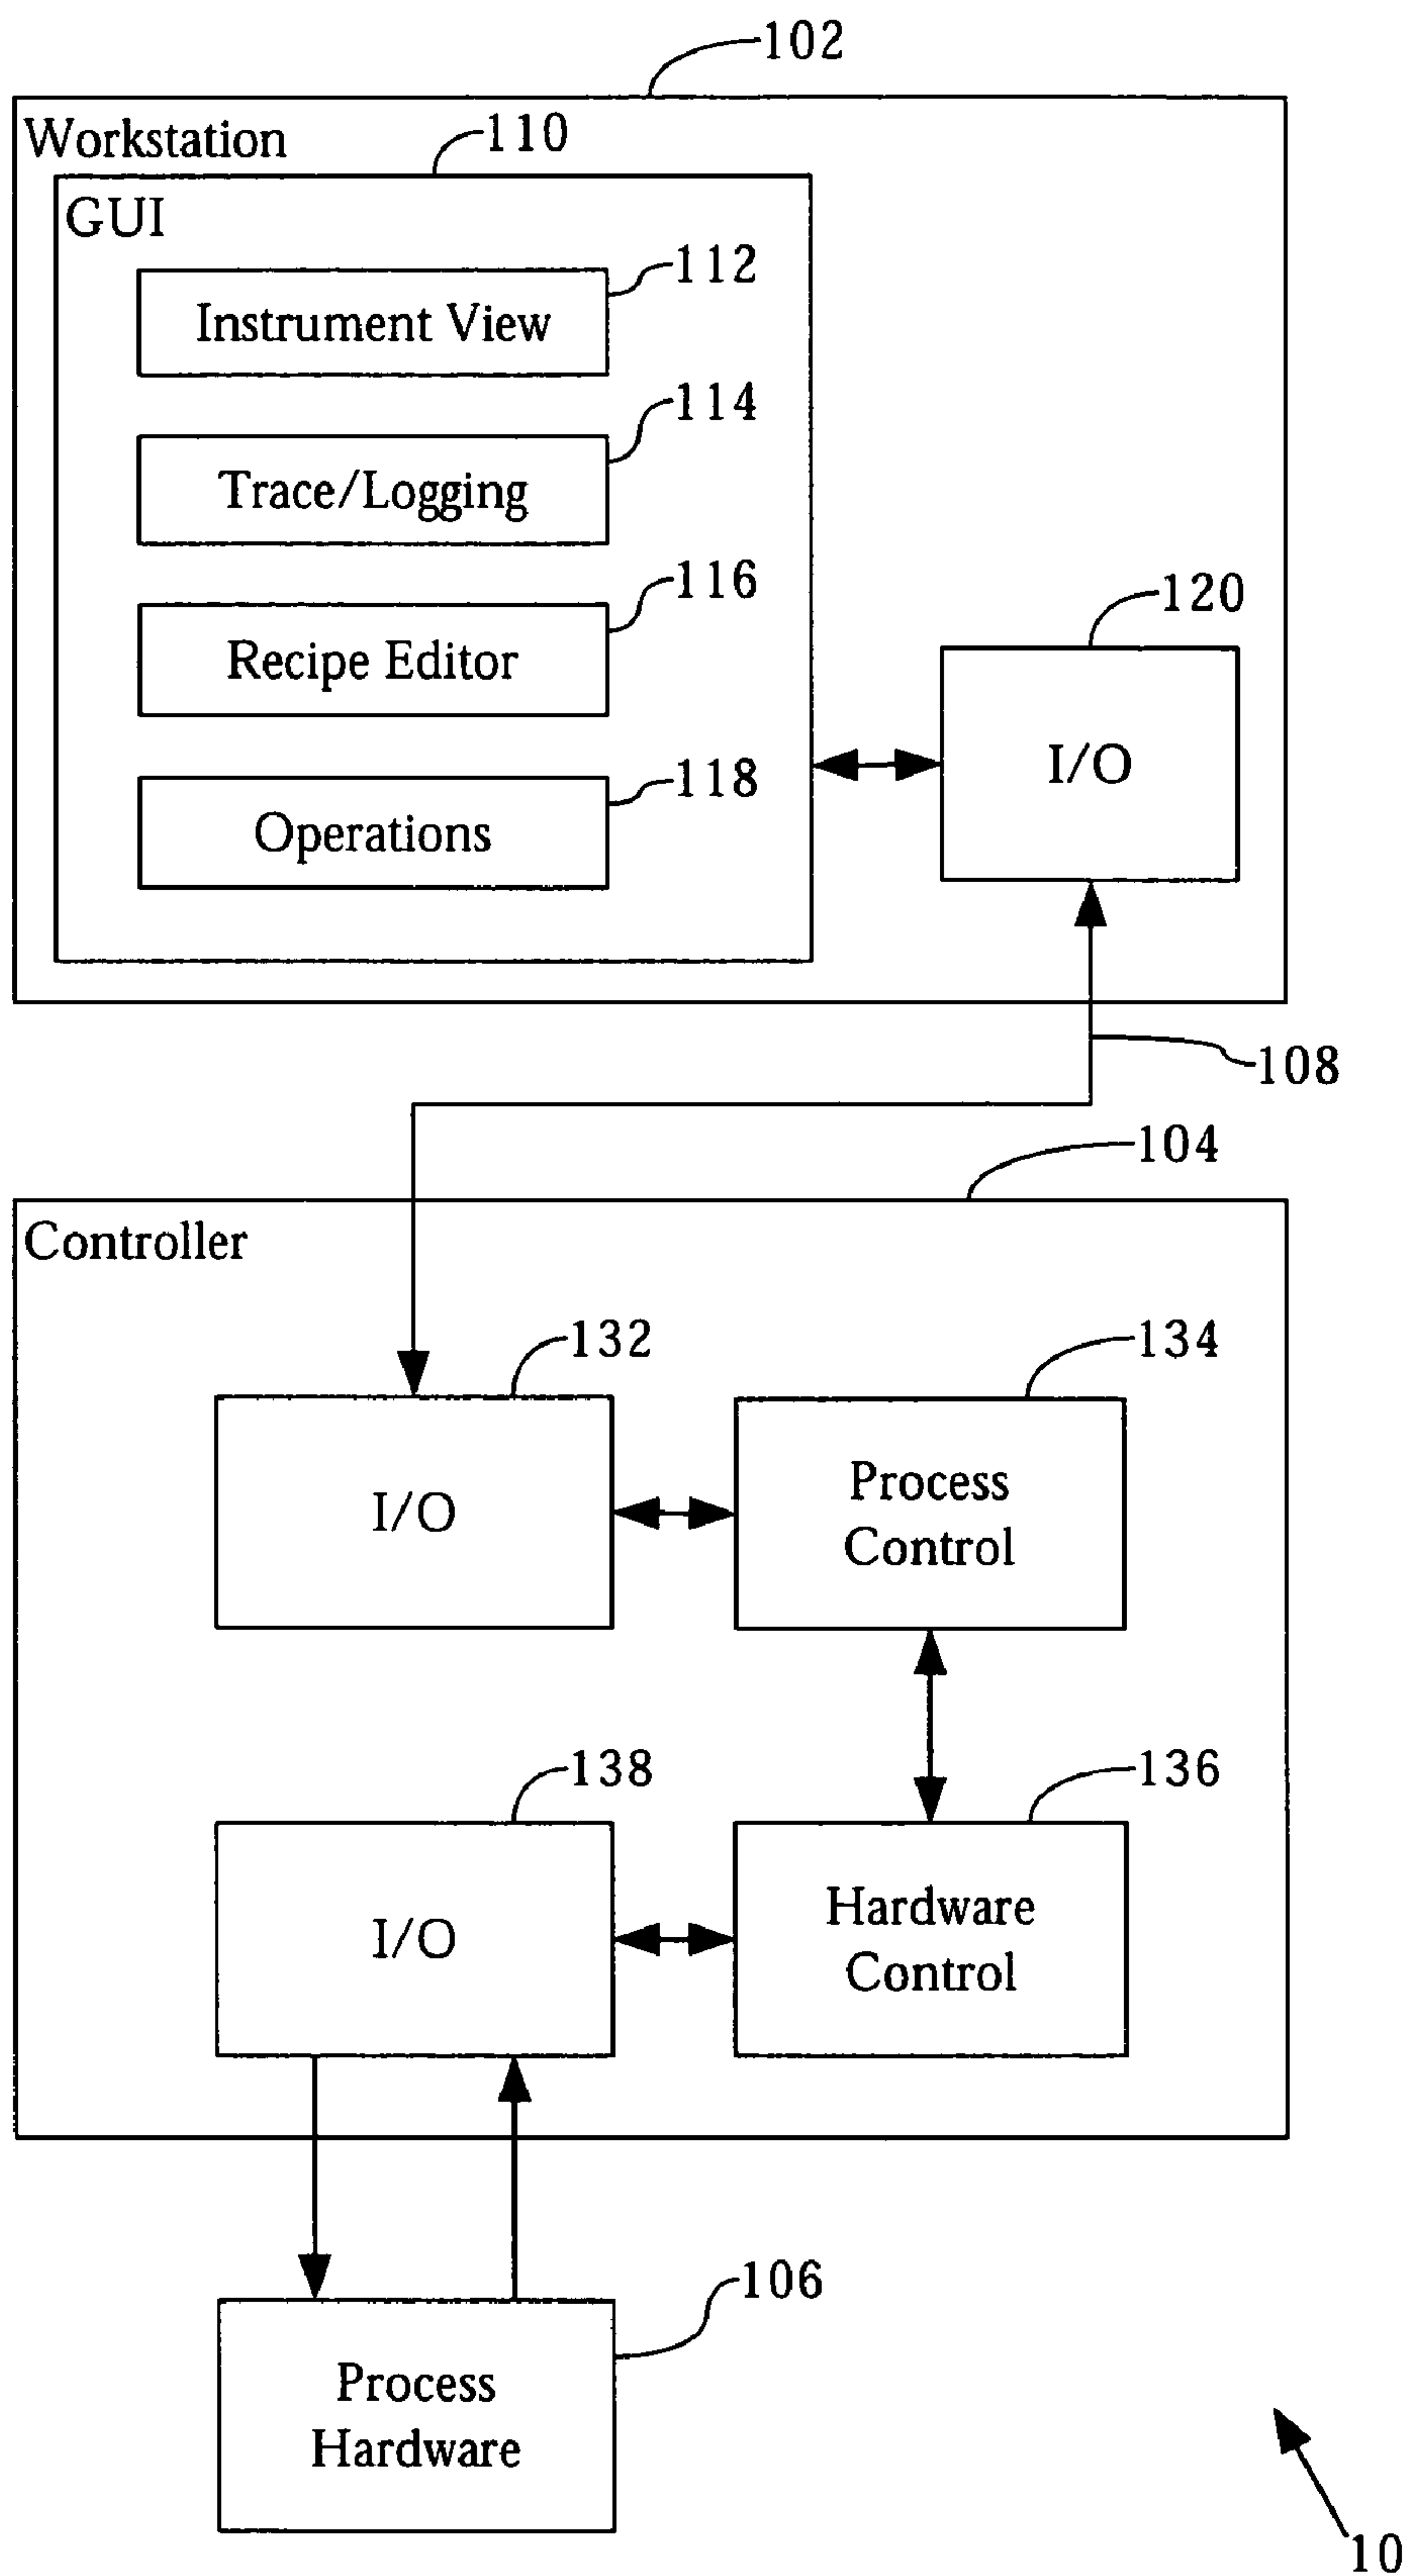 102
Workstation
110
GUI
112
Instrument View
114
Trace/Logging
116
Recipe Editor
120
I/O
118
Operations
108
104
Controller
132
134
I/O
Process
Control
138
136
I/O
Hardware
Control
106
Process
Hardware
10